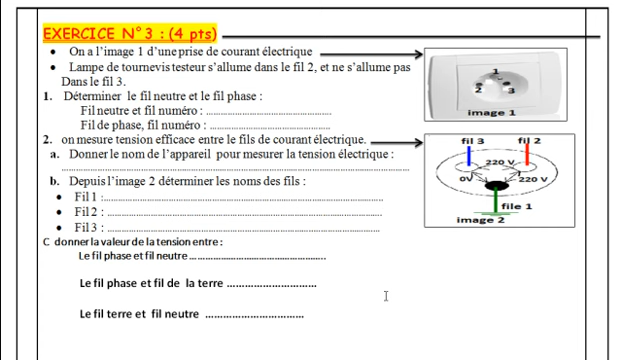 EXERCICE N°3 : (4 pts)
• On a l'image 1 d'une prise de courant électrique
• Lampe de tournevis testeur s'allume dans le fil 2, et ne s'allume pas
Dans le fil 3.
1. Déterminer le fil neutre et le fil phase :
Fil neutre et fil numéro : ..............................
Fil de phase, fil numéro : ..............................
2. on mesure tension efficace entre le fils de courant électrique.
a. Donner le nom de l'appareil pour mesurer la tension électrique :
..............................
b. Depuis l'image 2 déterminer les noms des fils :
• Fil 1 :..............................
• Fil 2 : ..............................
• Fil 3 : ..............................
C donner la valeur de la tension entre :
Le fil phase et fil neutre ..............................
Le fil phase et fil de la terre ..............................
Le fil terre et fil neutre ..............................
1
2
3
image 1
fil 3
fil 2
220 V
0V
220 V
file 1
image 2